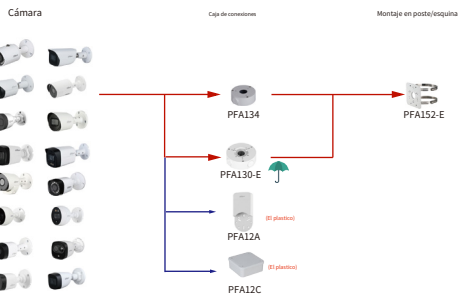 Cámara
Caja de conexiones
Montaje en poste/esquina
PFA134
PFA152-E
PFA130-E
(El plastico)
PFA12A
(El plastico)
PFA12C